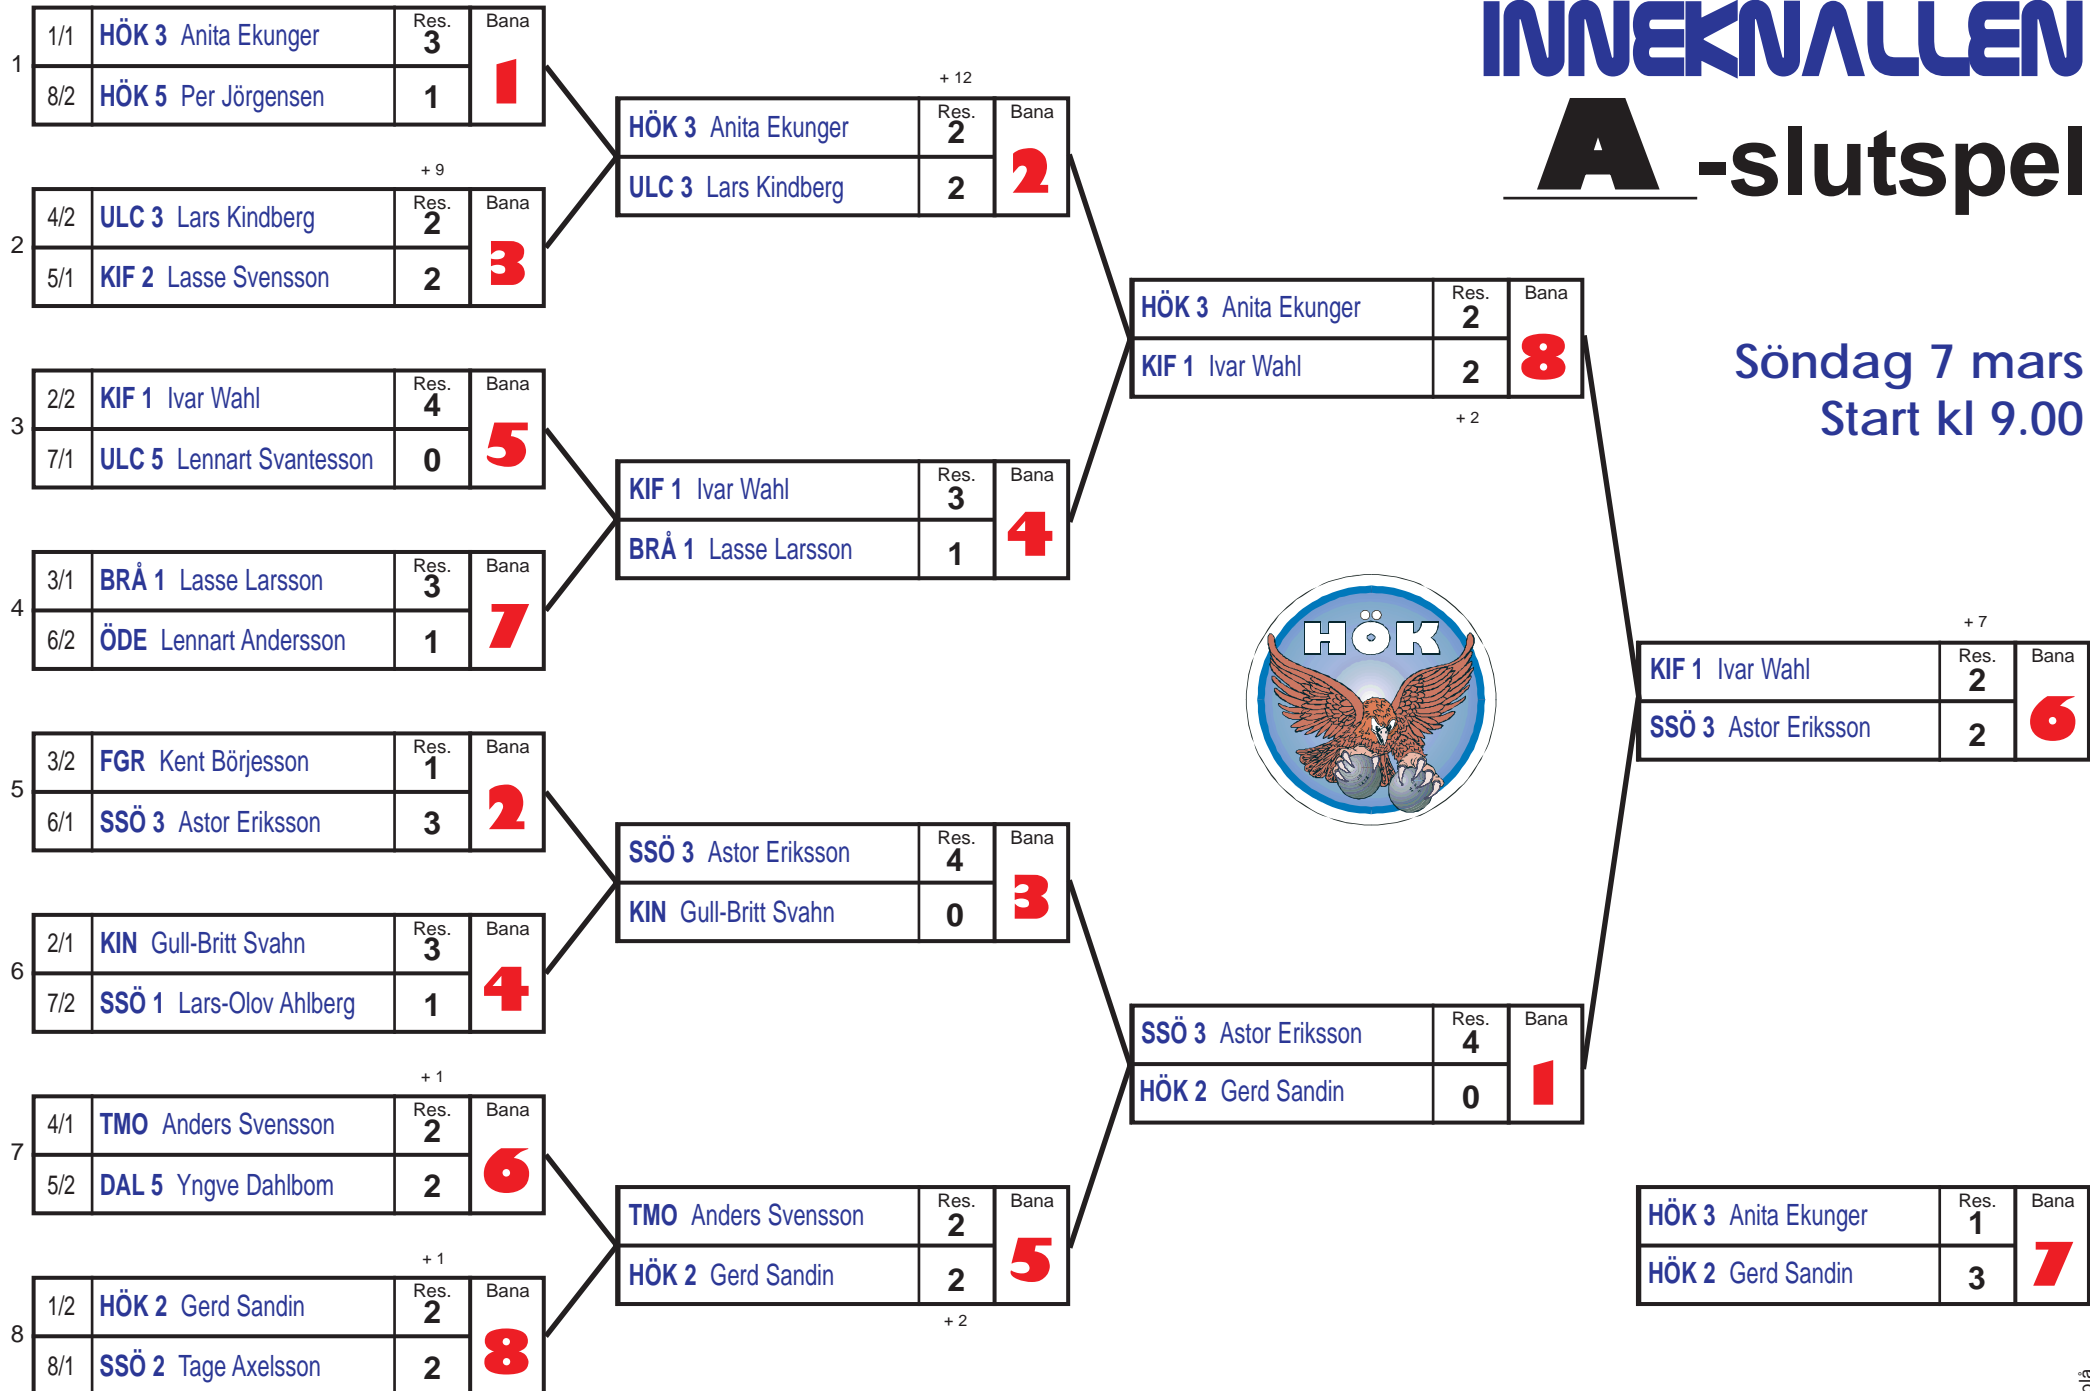 INNEKNALLEN
A -slutspel
Söndag 7 mars
Start kl 9.00
1
1/1 HÖK 3 Anita Ekunger Res. 3 Bana 1
8/2 HÖK 5 Per Jörgensen 1
+ 9
2
4/2 ULC 3 Lars Kindberg Res. 2 Bana 3
5/1 KIF 2 Lasse Svensson 2
3
2/2 KIF 1 Ivar Wahl Res. 4 Bana 5
7/1 ULC 5 Lennart Svantesson 0
4
3/1 BRÅ 1 Lasse Larsson Res. 3 Bana 7
6/2 ÖDE Lennart Andersson 1
5
3/2 FGR Kent Börjesson Res. 1 Bana 2
6/1 SSÖ 3 Astor Eriksson 3
6
2/1 KIN Gull-Britt Svahn Res. 3 Bana 4
7/2 SSÖ 1 Lars-Olov Ahlberg 1
+ 1
7
4/1 TMO Anders Svensson Res. 2 Bana 6
5/2 DAL 5 Yngve Dahlbom 2
+ 1
8
1/2 HÖK 2 Gerd Sandin Res. 2 Bana 8
8/1 SSÖ 2 Tage Axelsson 2
+ 12
HÖK 3 Anita Ekunger Res. 2 Bana 2
ULC 3 Lars Kindberg 2
KIF 1 Ivar Wahl Res. 3 Bana 4
BRÅ 1 Lasse Larsson 1
SSÖ 3 Astor Eriksson Res. 4 Bana 3
KIN Gull-Britt Svahn 0
TMO Anders Svensson Res. 2 Bana 5
HÖK 2 Gerd Sandin 2
+ 2
HÖK 3 Anita Ekunger Res. 2 Bana 8
KIF 1 Ivar Wahl 2
+ 2
HÖK
SSÖ 3 Astor Eriksson Res. 4 Bana 1
HÖK 2 Gerd Sandin 0
+ 7
KIF 1 Ivar Wahl Res. 2 Bana 6
SSÖ 3 Astor Eriksson 2
HÖK 3 Anita Ekunger Res. 1 Bana 7
HÖK 2 Gerd Sandin 3